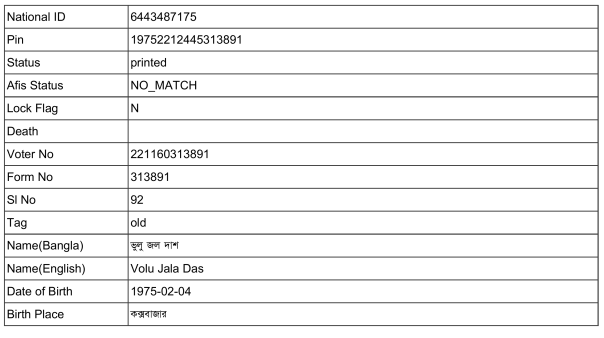 National ID 6443487175
Pin 19752212445313891
Status printed
Afis Status NO_MATCH
Lock Flag N
Death
Voter No 221160313891
Form No 313891
Sl No 92
Tag old
Name(Bangla) ভুলু জল দাশ
Name(English) Volu Jala Das
Date of Birth 1975-02-04
Birth Place কক্সবাজার